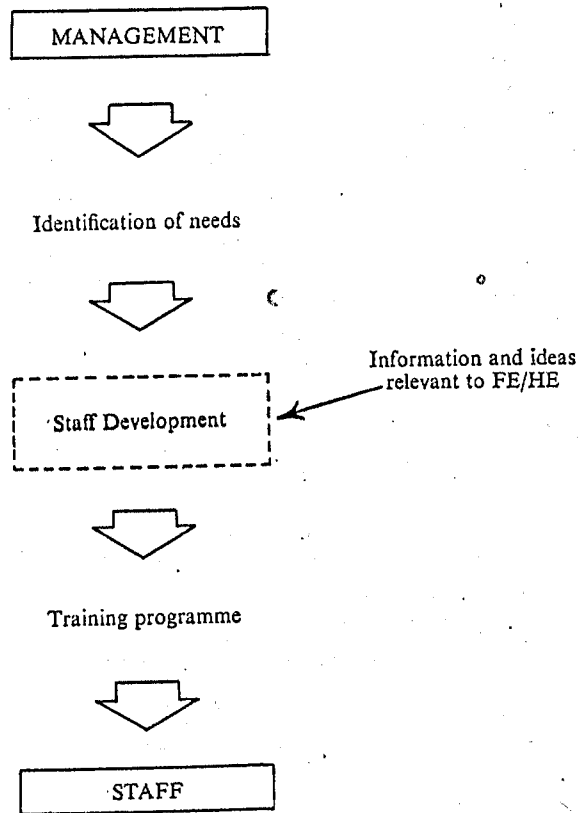 MANAGEMENT
Identification of needs
Information and ideas
relevant to FE/HE
Staff Development
Training programme
STAFF